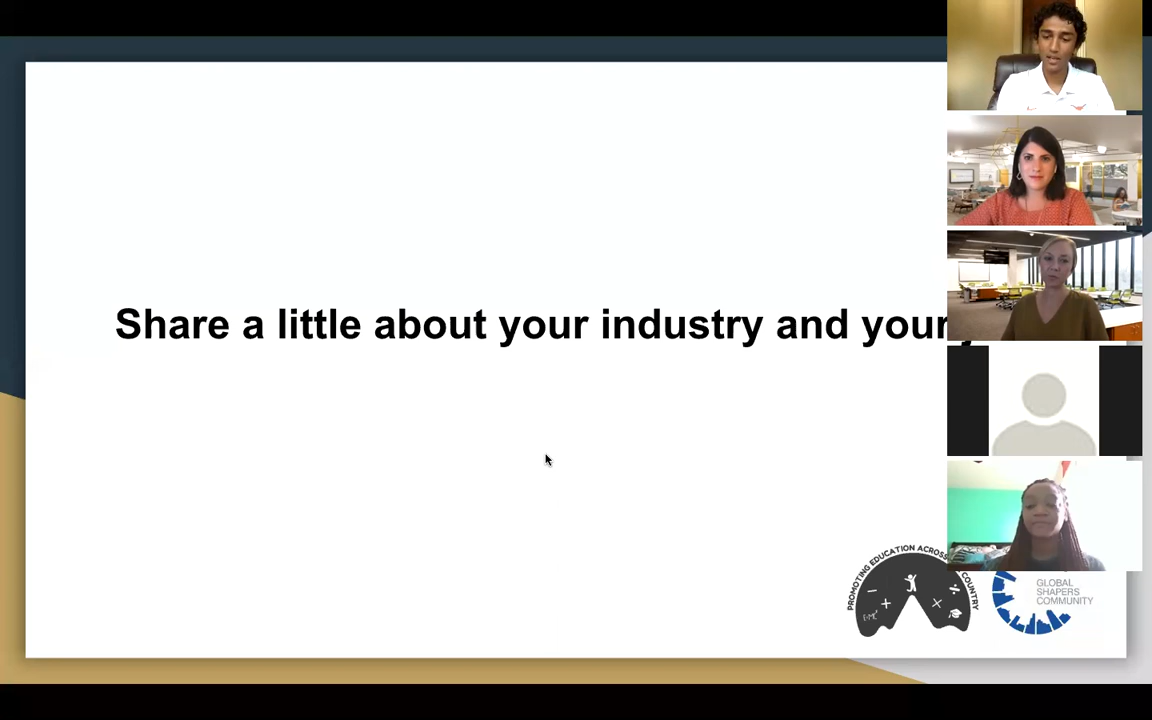 Share a little about your industry and your
PROMOTING EDUCATION ACROSS
COUNTRY
GLOBAL
SHAPERS
COMMUNITY